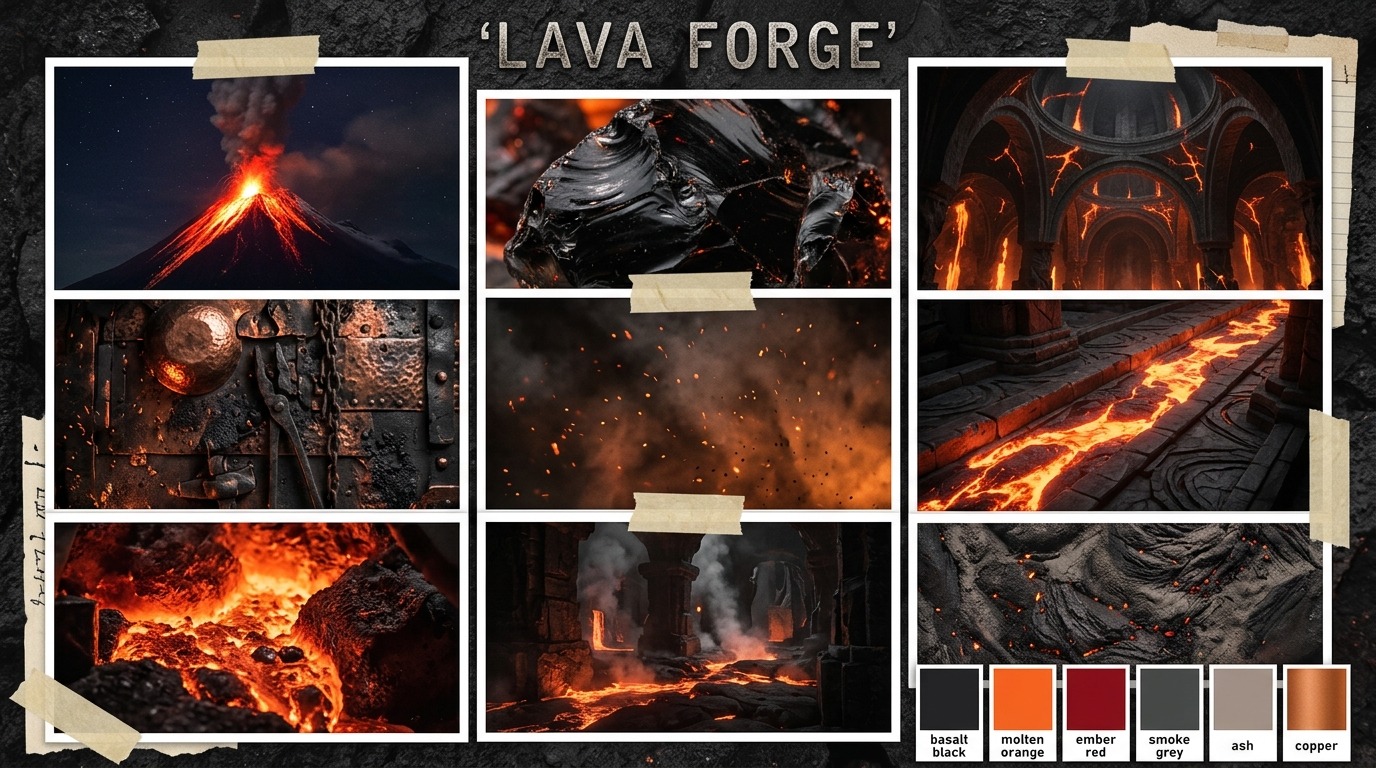 ‘LAVA FORGE’
basalt
black
molten
orange
ember
red
smoke
grey
ash
copper